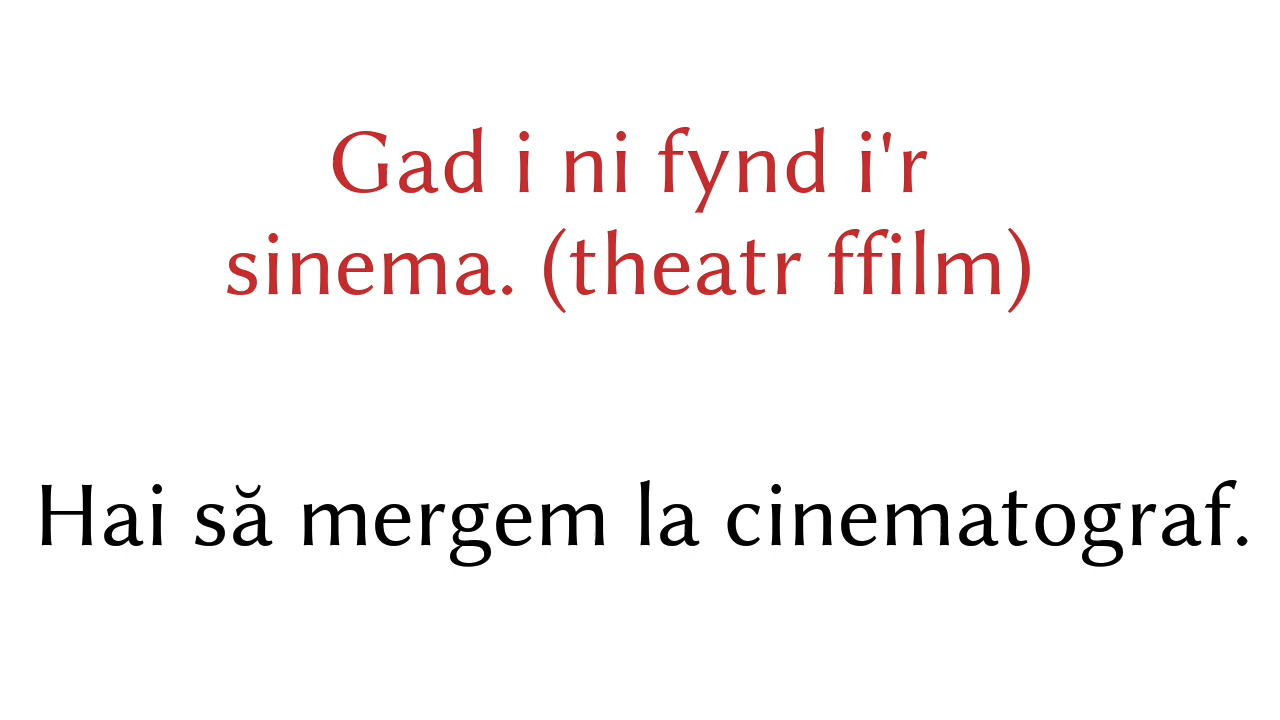 Gad i ni fynd i'r
sinema. (theatr ffilm)
Hai să mergem la cinematograf.